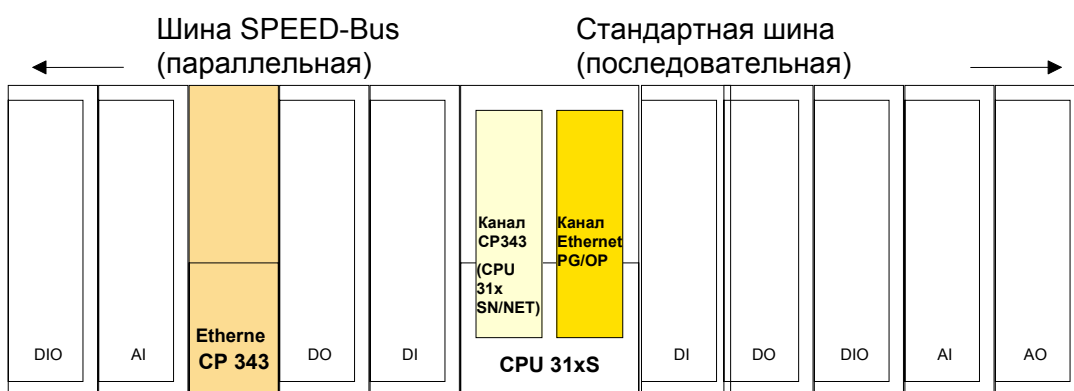 Шина SPEED-Bus
(параллельная)
Стандартная шина
(последовательная)
Канал
CP343
(CPU
31x
SN/NET)
Канал
Ethernet
PG/OP
DIO
AI
Etherne
CP 343
DO
DI
CPU 31xS
DI
DO
DIO
AI
AO